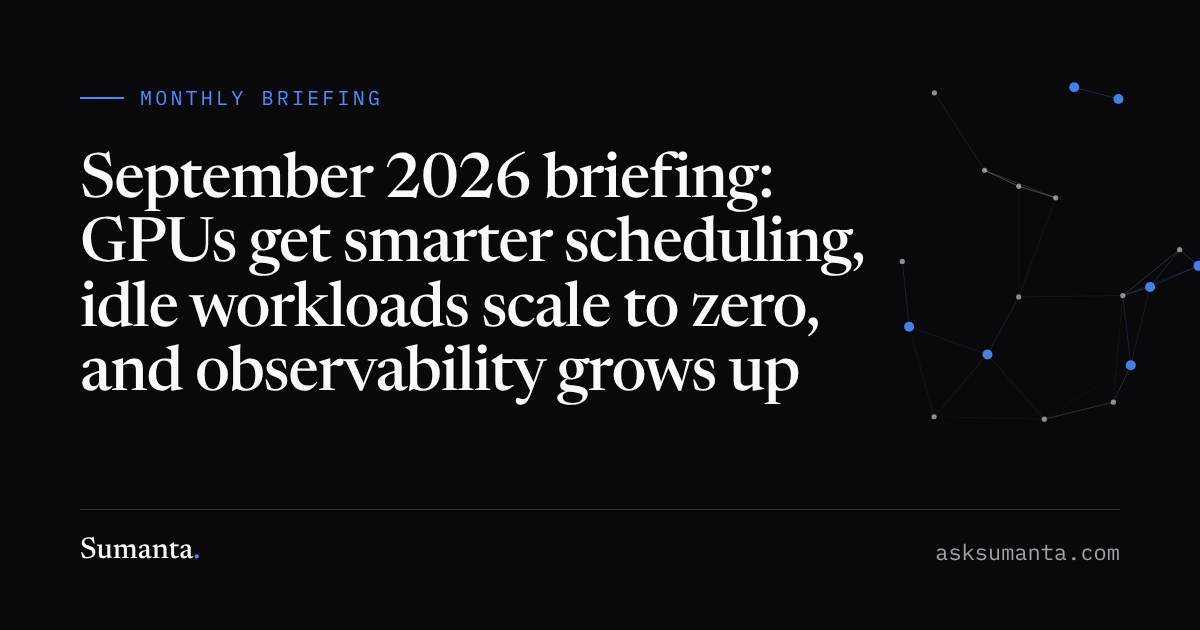 MONTHLY BRIEFING
September 2026 briefing:
GPUs get smarter scheduling,
idle workloads scale to zero,
and observability grows up
Sumanta.
asksumanta.com